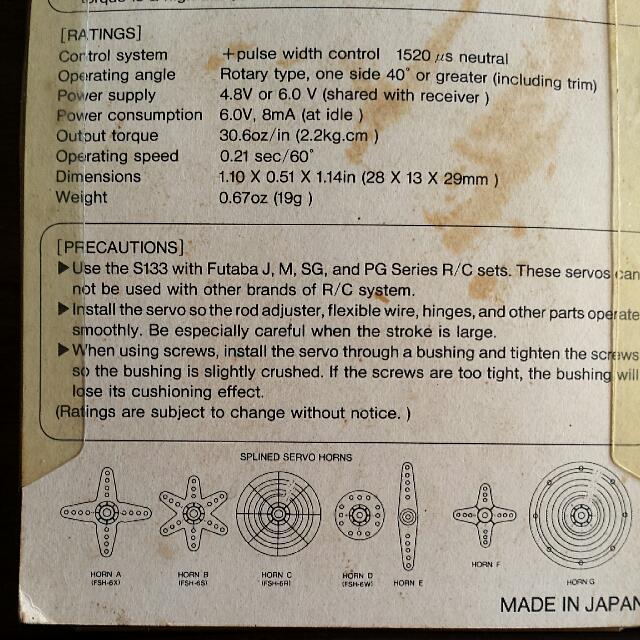 torque is a hig
[RATINGS]
Control system +pulse width control 1520 µs neutral
Operating angle Rotary type, one side 40° or greater (including trim)
Power supply 4.8V or 6.0 V (shared with receiver )
Power consumption 6.0V, 8mA (at idle )
Output torque 30.6oz/in (2.2kg.cm )
Operating speed 0.21 sec/60°
Dimensions 1.10 X 0.51 X 1.14in (28 X 13 X 29mm )
Weight 0.67oz (19g )
[PRECAUTIONS]
▶Use the S133 with Futaba J, M, SG, and PG Series R/C sets. These servos can
not be used with other brands of R/C system.
▶Install the servo so the rod adjuster, flexible wire, hinges, and other parts operate
smoothly. Be especially careful when the stroke is large.
▶When using screws, install the servo through a bushing and tighten the screws
so the bushing is slightly crushed. If the screws are too tight, the bushing will
lose its cushioning effect.
(Ratings are subject to change without notice. )
SPLINED SERVO HORNS
HORN A
(FSH-6X)
HORN B
(FSH-6S)
HORN C
(FSH-6R)
HORN D
(FSH-6W)
HORN E
HORN F
HORN G
MADE IN JAPAN